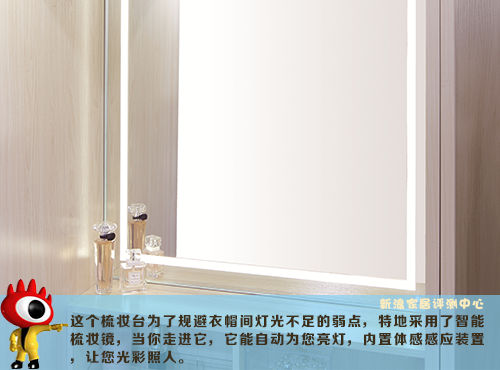 新浪家居评测中心
这个梳妆台为了规避衣帽间灯光不足的弱点，特地采用了智能
梳妆镜，当你走进它，它能自动为您亮灯，内置体感感应装置
，让您光彩照人。